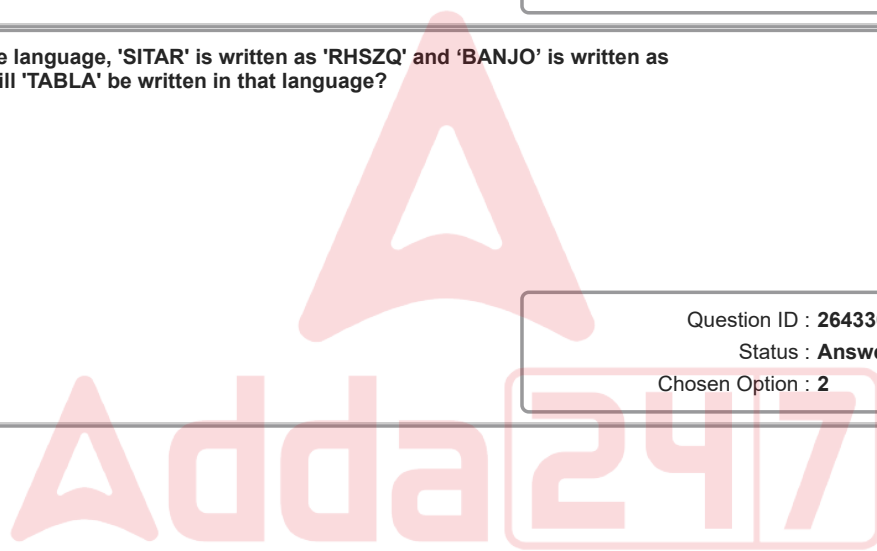 e language, 'SITAR' is written as 'RHSZQ' and ‘BANJO’ is written as
ill 'TABLA' be written in that language?
Question ID : 26433
Status : Answe
Chosen Option : 2
Adda247